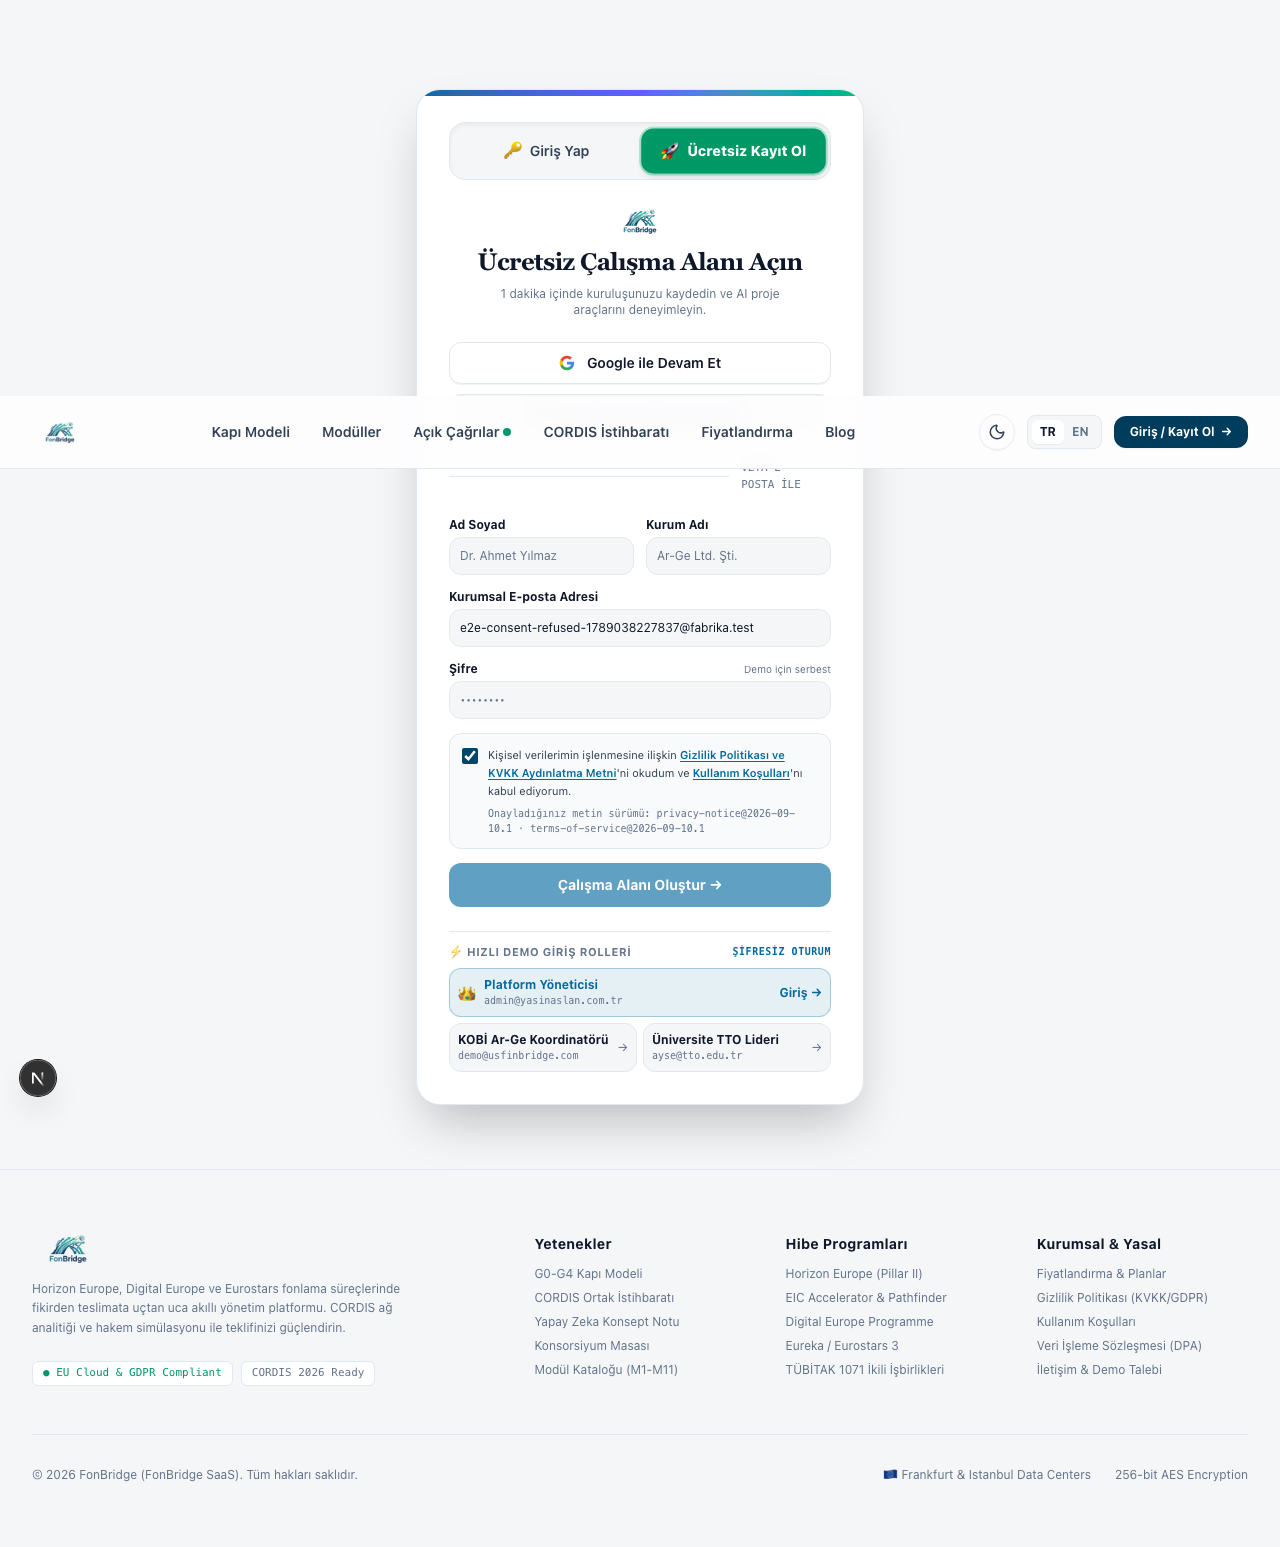 Giriş Yap
Ücretsiz Kayıt Ol
FonBridge
Ücretsiz Çalışma Alanı Açın
1 dakika içinde kuruluşunuzu kaydedin ve AI proje
araçlarını deneyimleyin.
Google ile Devam Et
FonBridge
Kapı Modeli
Modüller
Açık Çağrılar
CORDIS İstihbaratı
Fiyatlandırma
Blog
TR
EN
Giriş / Kayıt Ol →
POSTA İLE
Ad Soyad
Kurum Adı
Dr. Ahmet Yılmaz
Ar-Ge Ltd. Şti.
Kurumsal E-posta Adresi
e2e-consent-refused-1789038227837@fabrika.test
Şifre
Demo için serbest
••••••••
Kişisel verilerimin işlenmesine ilişkin Gizlilik Politikası ve
KVKK Aydınlatma Metni'ni okudum ve Kullanım Koşulları'nı
kabul ediyorum.
Onayladığınız metin sürümü: privacy-notice@2026-09-
10.1 · terms-of-service@2026-09-10.1
Çalışma Alanı Oluştur →
⚡ HIZLI DEMO GİRİŞ ROLLERİ
ŞİFRESİZ OTURUM
Platform Yöneticisi
admin@yasinaslan.com.tr
Giriş →
KOBİ Ar-Ge Koordinatörü
demo@usfinbridge.com
→
Üniversite TTO Lideri
ayse@tto.edu.tr
→
N
FonBridge
Horizon Europe, Digital Europe ve Eurostars fonlama süreçlerinde
fikirden teslimata uçtan uca akıllı yönetim platformu. CORDIS ağ
analitiği ve hakem simülasyonu ile teklifinizi güçlendirin.
● EU Cloud & GDPR Compliant
CORDIS 2026 Ready
Yetenekler
G0-G4 Kapı Modeli
CORDIS Ortak İstihbaratı
Yapay Zeka Konsept Notu
Konsorsiyum Masası
Modül Kataloğu (M1-M11)
Hibe Programları
Horizon Europe (Pillar II)
EIC Accelerator & Pathfinder
Digital Europe Programme
Eureka / Eurostars 3
TÜBİTAK 1071 İkili İşbirlikleri
Kurumsal & Yasal
Fiyatlandırma & Planlar
Gizlilik Politikası (KVKK/GDPR)
Kullanım Koşulları
Veri İşleme Sözleşmesi (DPA)
İletişim & Demo Talebi
© 2026 FonBridge (FonBridge SaaS). Tüm hakları saklıdır.
Frankfurt & Istanbul Data Centers
256-bit AES Encryption